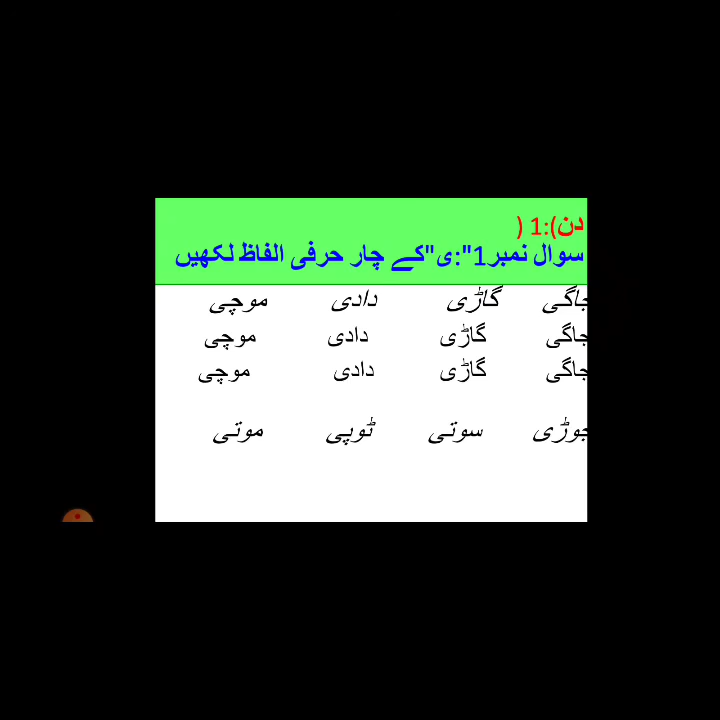 دن):1 (
سوال نمبر1":ی"کے چار حرفی الفاظ لکھیں
جاگی گاڑی دادی موچی
جاگی گاڑی دادی موچی
جاگی گاڑی دادی موچی
جوڑی سوتی ٹوپی موتی